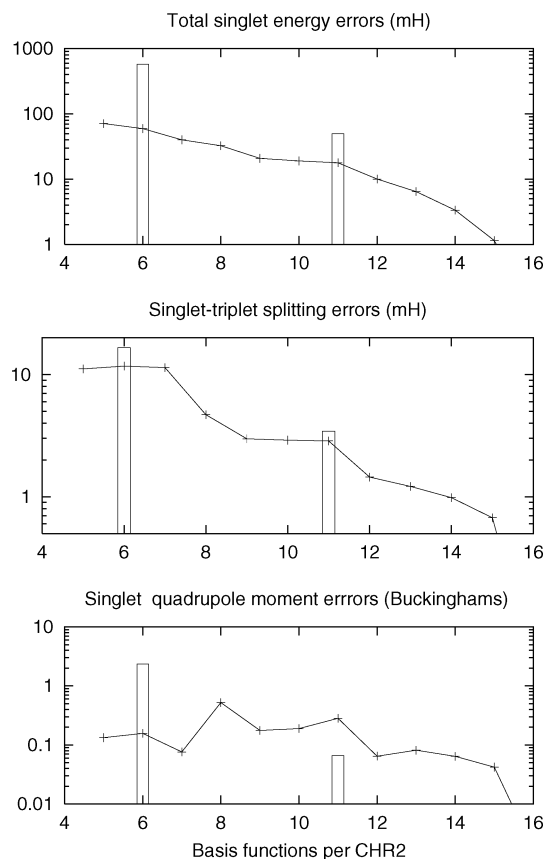 Total singlet energy errors (mH)
1000
100
10
1
4 6 8 10 12 14 16
Singlet-triplet splitting errors (mH)
10
1
4 6 8 10 12 14 16
Singlet quadrupole moment errrors (Buckinghams)
10
1
0.1
0.01
4 6 8 10 12 14 16
Basis functions per CHR2